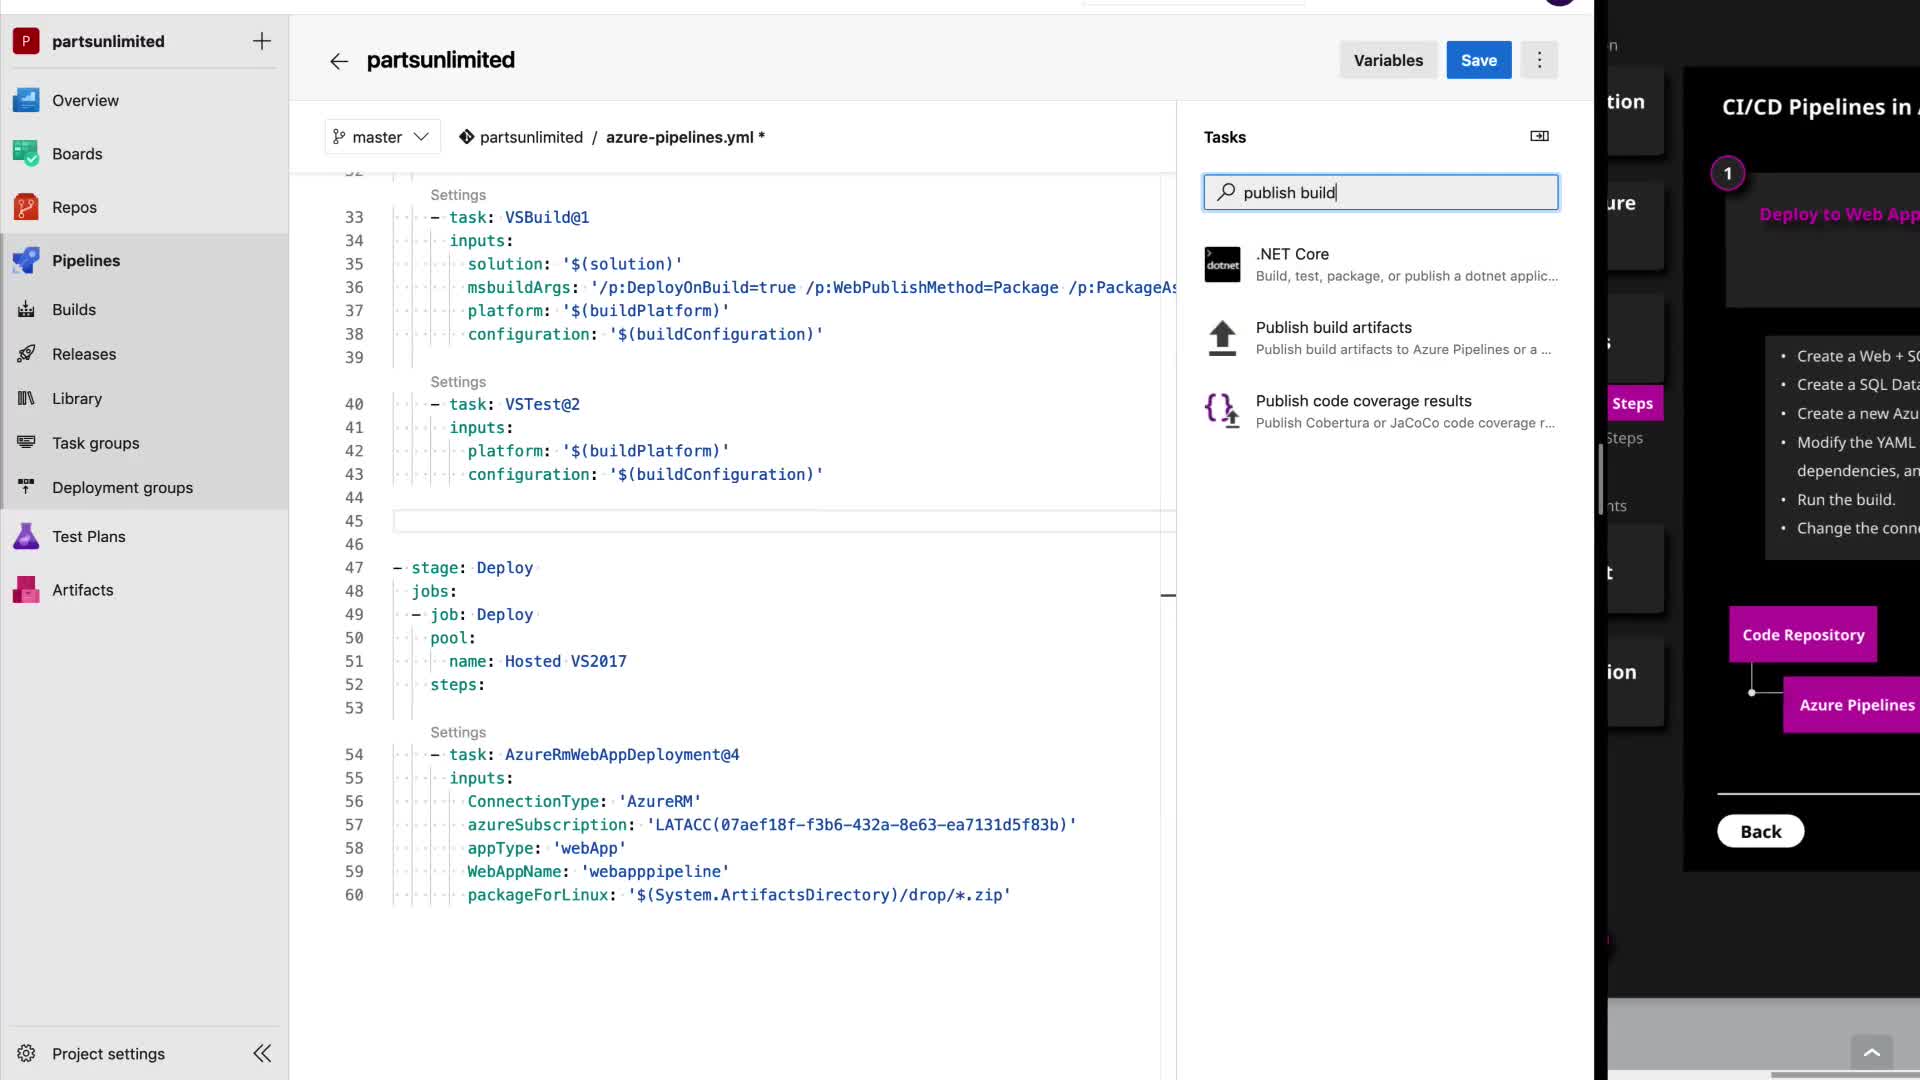 P partsunlimited
Overview
Boards
Repos
Pipelines
Builds
Releases
Library
Task groups
Deployment groups
Test Plans
Artifacts
Project settings
partsunlimited
Variables
Save
master
partsunlimited / azure-pipelines.yml *
Settings
33 - task: VSBuild@1
34 inputs:
35 solution: '$(solution)'
36 msbuildArgs: '/p:DeployOnBuild=true /p:WebPublishMethod=Package /p:PackageAs
37 platform: '$(buildPlatform)'
38 configuration: '$(buildConfiguration)'
39
Settings
40 - task: VSTest@2
41 inputs:
42 platform: '$(buildPlatform)'
43 configuration: '$(buildConfiguration)'
44
45
46
47 - stage: Deploy
48 jobs:
49 - job: Deploy
50 pool:
51 name: Hosted VS2017
52 steps:
53
Settings
54 - task: AzureRmWebAppDeployment@4
55 inputs:
56 ConnectionType: 'AzureRM'
57 azureSubscription: 'LATACC(07aef18f-f3b6-432a-8e63-ea7131d5f83b)'
58 appType: 'webApp'
59 WebAppName: 'webapppipeline'
60 packageForLinux: '$(System.ArtifactsDirectory)/drop/*.zip'
Tasks
publish build
dotnet
.NET Core
Build, test, package, or publish a dotnet applic...
Publish build artifacts
Publish build artifacts to Azure Pipelines or a ...
Publish code coverage results
Publish Cobertura or JaCoCo code coverage r...
tion
ure
Steps
Steps
nts
ion
CI/CD Pipelines in
1
Deploy to Web App
• Create a Web + SQ
• Create a SQL Data
• Create a new Azu
• Modify the YAML
dependencies, an
• Run the build.
• Change the conne
Code Repository
Azure Pipelines
Back